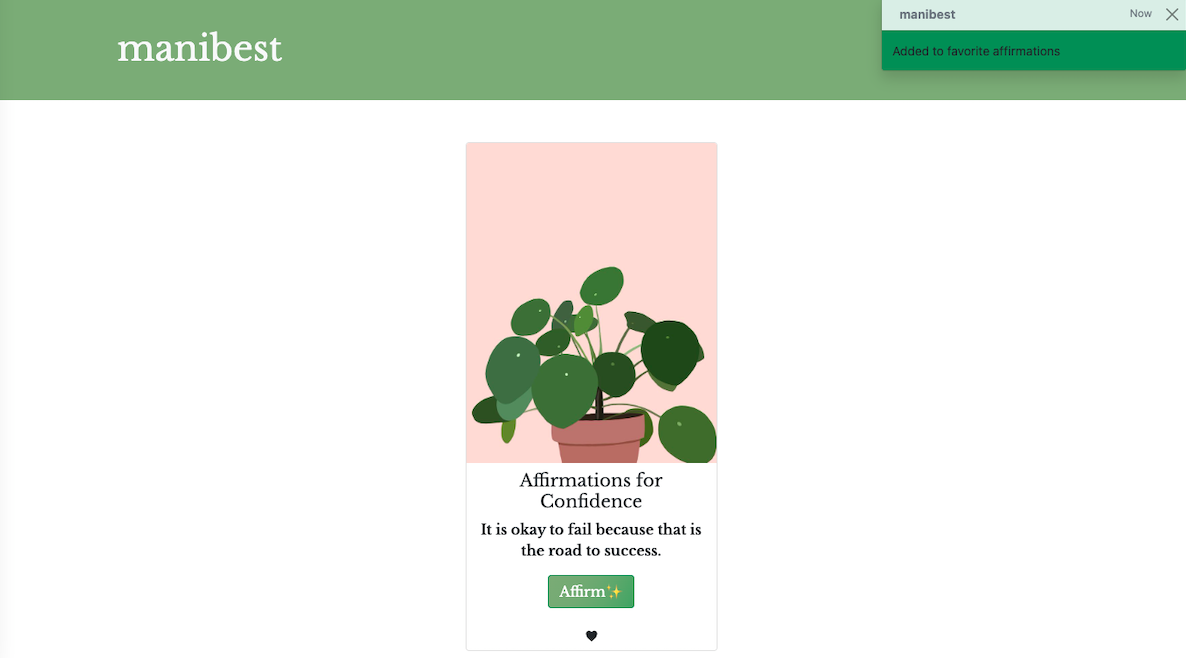 manibest
manibest Now
Added to favorite affirmations
Affirmations for
Confidence
It is okay to fail because that is
the road to success.
Affirm✨